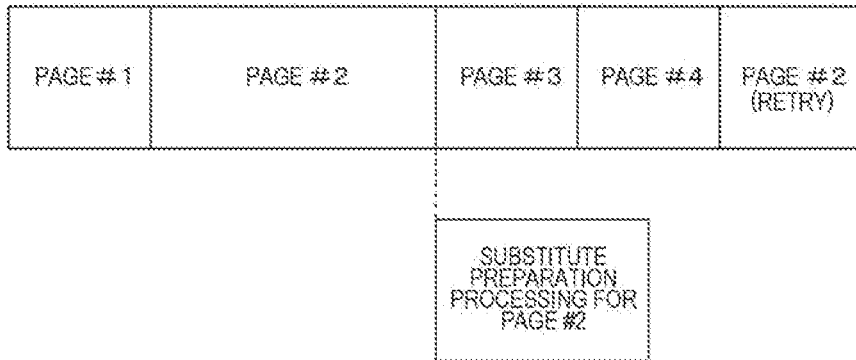 PAGE # 1
PAGE # 2
PAGE # 3
PAGE # 4
PAGE # 2
(RETRY)
SUBSTITUTE
PREPARATION
PROCESSING FOR
PAGE #2